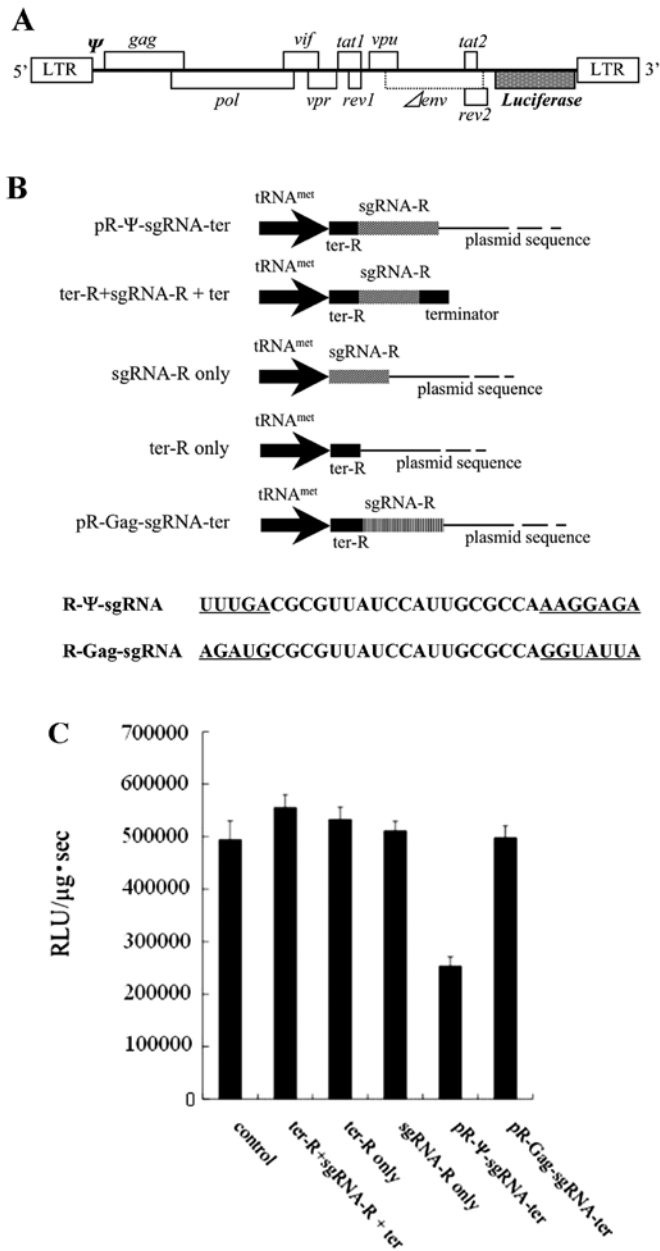 A
Ψ gag vif tat1 vpu tat2
5’ LTR LTR 3’
pol vpr rev1 ⊿env rev2 Luciferase
B
tRNAmet
sgRNA-R
pR-Ψ-sgRNA-ter
ter-R
plasmid sequence
tRNAmet
sgRNA-R
ter-R+sgRNA-R + ter
ter-R
terminator
tRNAmet
sgRNA-R
sgRNA-R only
plasmid sequence
tRNAmet
ter-R only
ter-R
plasmid sequence
tRNAmet
sgRNA-R
pR-Gag-sgRNA-ter
ter-R
plasmid sequence
R-Ψ-sgRNA UUUGACGCGUUAUCCAUUGCGCCAAAGGAGA
R-Gag-sgRNA AGAUGCGCGUUAUCCAUUGCGCCAGGUAUUA
C
RLU/μg•sec
700000
600000
500000
400000
300000
200000
100000
0
control
ter-R+sgRNA-R + ter
ter-R only
sgRNA-R only
pR-Ψ-sgRNA-ter
pR-Gag-sgRNA-ter